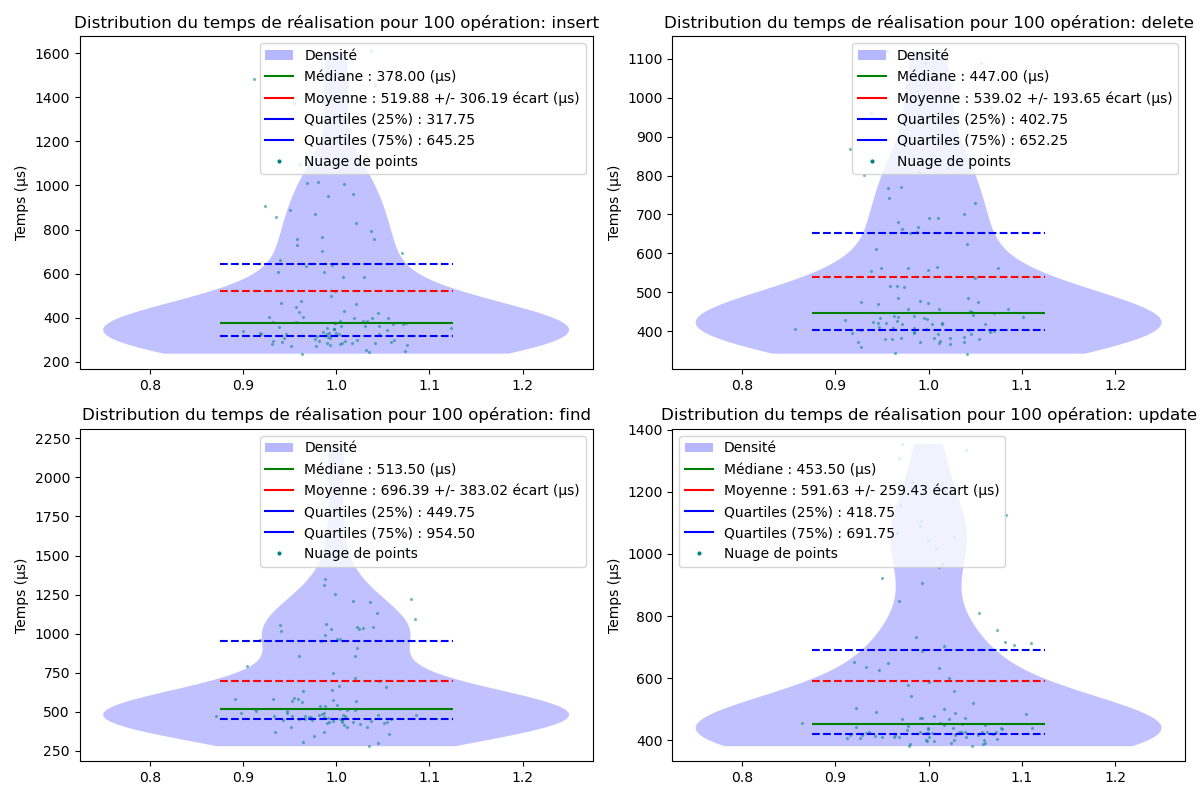 Distribution du temps de réalisation pour 100 opération: insert
Temps (μs)
1600
1400
1200
1000
800
600
400
200
0.8 0.9 1.0 1.1 1.2
Densité
Médiane : 378.00 (μs)
Moyenne : 519.88 +/- 306.19 écart (μs)
Quartiles (25%) : 317.75
Quartiles (75%) : 645.25
Nuage de points
Distribution du temps de réalisation pour 100 opération: delete
Temps (μs)
1100
1000
900
800
700
600
500
400
0.8 0.9 1.0 1.1 1.2
Densité
Médiane : 447.00 (μs)
Moyenne : 539.02 +/- 193.65 écart (μs)
Quartiles (25%) : 402.75
Quartiles (75%) : 652.25
Nuage de points
Distribution du temps de réalisation pour 100 opération: find
Temps (μs)
2250
2000
1750
1500
1250
1000
750
500
250
0.8 0.9 1.0 1.1 1.2
Densité
Médiane : 513.50 (μs)
Moyenne : 696.39 +/- 383.02 écart (μs)
Quartiles (25%) : 449.75
Quartiles (75%) : 954.50
Nuage de points
Distribution du temps de réalisation pour 100 opération: update
Temps (μs)
1400
1200
1000
800
600
400
0.8 0.9 1.0 1.1 1.2
Densité
Médiane : 453.50 (μs)
Moyenne : 591.63 +/- 259.43 écart (μs)
Quartiles (25%) : 418.75
Quartiles (75%) : 691.75
Nuage de points